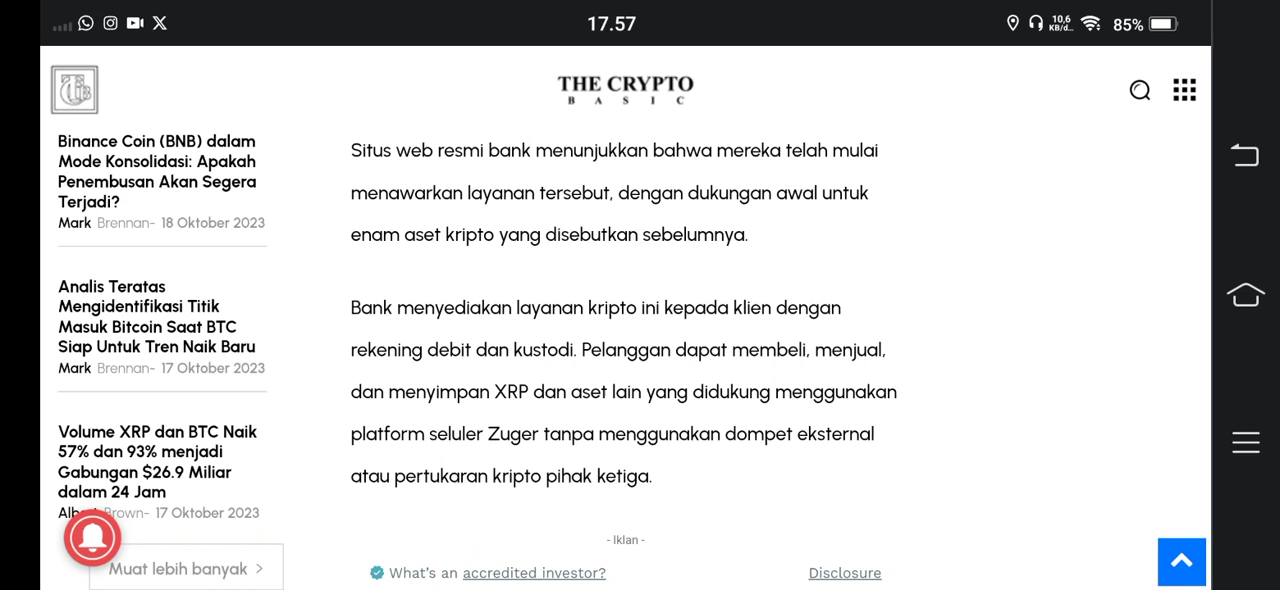 17.57
10,6
KB/d...
85%
THE CRYPTO
BASIC
Binance Coin (BNB) dalam
Mode Konsolidasi: Apakah
Penembusan Akan Segera
Terjadi?
Mark Brennan- 18 Oktober 2023
Analis Teratas
Mengidentifikasi Titik
Masuk Bitcoin Saat BTC
Siap Untuk Tren Naik Baru
Mark Brennan- 17 Oktober 2023
Volume XRP dan BTC Naik
57% dan 93% menjadi
Gabungan $26.9 Miliar
dalam 24 Jam
Brown- 17 Oktober 2023
Muat lebih banyak
Situs web resmi bank menunjukkan bahwa mereka telah mulai
menawarkan layanan tersebut, dengan dukungan awal untuk
enam aset kripto yang disebutkan sebelumnya.
Bank menyediakan layanan kripto ini kepada klien dengan
rekening debit dan kustodi. Pelanggan dapat membeli, menjual,
dan menyimpan XRP dan aset lain yang didukung menggunakan
platform seluler Zuger tanpa menggunakan dompet eksternal
atau pertukaran kripto pihak ketiga.
- Iklan -
What's an accredited investor?
Disclosure